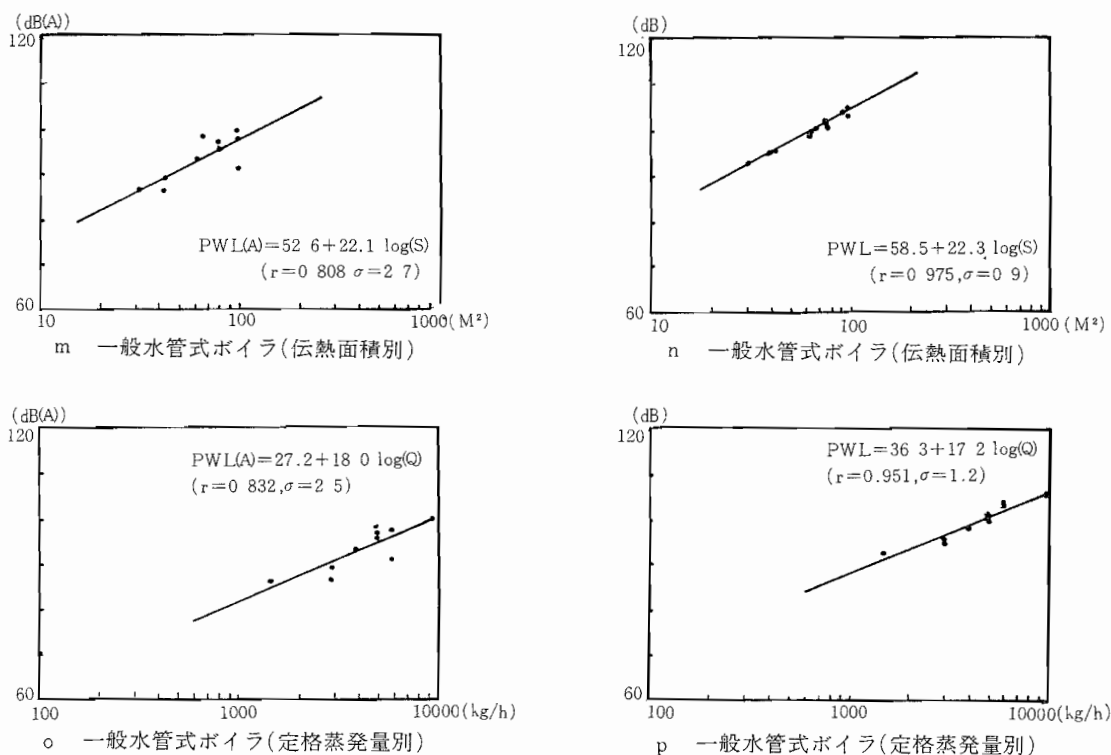 (dB(A))
120
PWL(A)=52 6+22.1 log(S)
(r=0 808 σ=2 7)
60
10 100 1000(M²)
m 一般水管式ボイラ(伝熱面積別)
(dB)
120
PWL=58.5+22.3 log(S)
(r=0 975,σ=0 9)
60
10 100 1000(M²)
n 一般水管式ボイラ(伝熱面積別)
(dB(A))
120
PWL(A)=27.2+18 0 log(Q)
(r=0 832,σ=2 5)
60
100 1000 10000(kg/h)
o 一般水管式ボイラ(定格蒸発量別)
(dB)
120
PWL=36 3+17 2 log(Q)
(r=0.951,σ=1.2)
60
100 1000 10000(kg/h)
p 一般水管式ボイラ(定格蒸発量別)